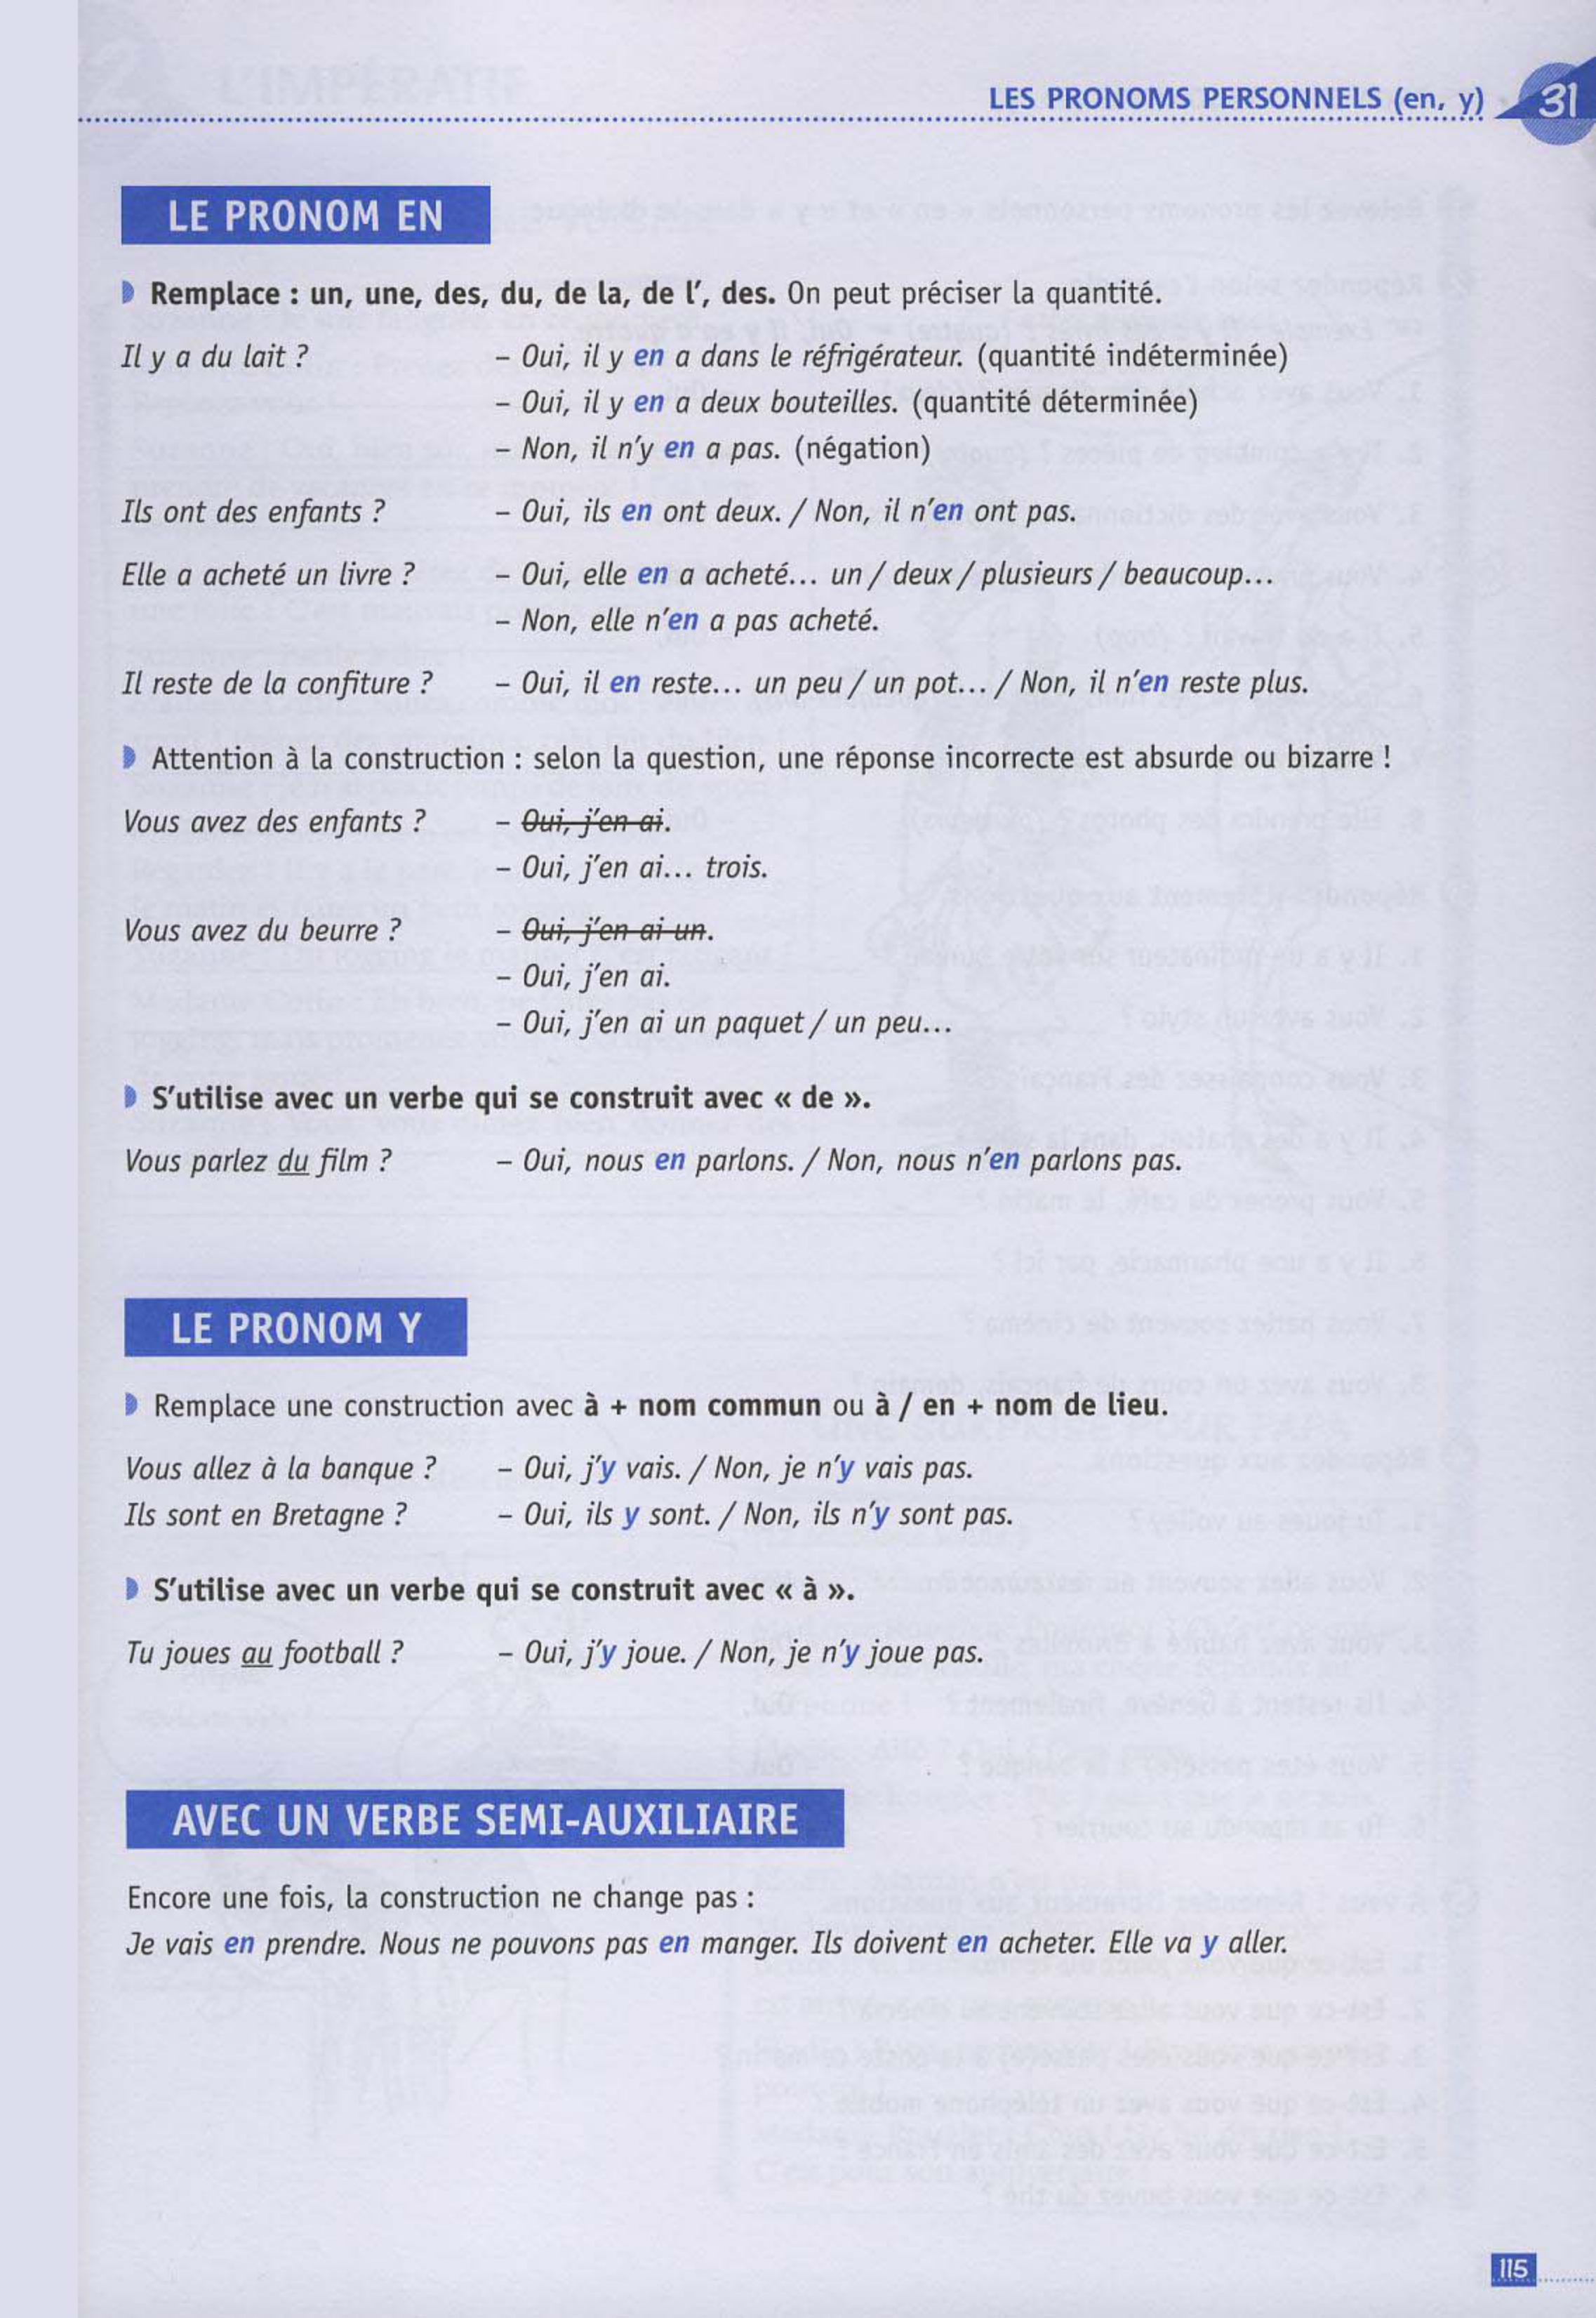 LES PRONOMS PERSONNELS (en, y) 31
LE PRONOM EN
Remplace : un, une, des, du, de la, de l', des. On peut préciser la quantité.
Il y a du lait ? – Oui, il y en a dans le réfrigérateur. (quantité indéterminée)
– Oui, il y en a deux bouteilles. (quantité déterminée)
– Non, il n'y en a pas. (négation)
Ils ont des enfants ? – Oui, ils en ont deux. / Non, il n'en ont pas.
Elle a acheté un livre ? – Oui, elle en a acheté... un / deux / plusieurs / beaucoup...
– Non, elle n'en a pas acheté.
Il reste de la confiture ? – Oui, il en reste... un peu / un pot... / Non, il n'en reste plus.
Attention à la construction : selon la question, une réponse incorrecte est absurde ou bizarre !
Vous avez des enfants ? – Oui, j'en ai.
– Oui, j'en ai... trois.
Vous avez du beurre ? – Oui, j'en ai un.
– Oui, j'en ai.
– Oui, j'en ai un paquet / un peu...
S'utilise avec un verbe qui se construit avec « de ».
Vous parlez du film ? – Oui, nous en parlons. / Non, nous n'en parlons pas.
LE PRONOM Y
Remplace une construction avec à + nom commun ou à / en + nom de lieu.
Vous allez à la banque ? – Oui, j'y vais. / Non, je n'y vais pas.
Ils sont en Bretagne ? – Oui, ils y sont. / Non, ils n'y sont pas.
S'utilise avec un verbe qui se construit avec « à ».
Tu joues au football ? – Oui, j'y joue. / Non, je n'y joue pas.
AVEC UN VERBE SEMI-AUXILIAIRE
Encore une fois, la construction ne change pas :
Je vais en prendre. Nous ne pouvons pas en manger. Ils doivent en acheter. Elle va y aller.
115